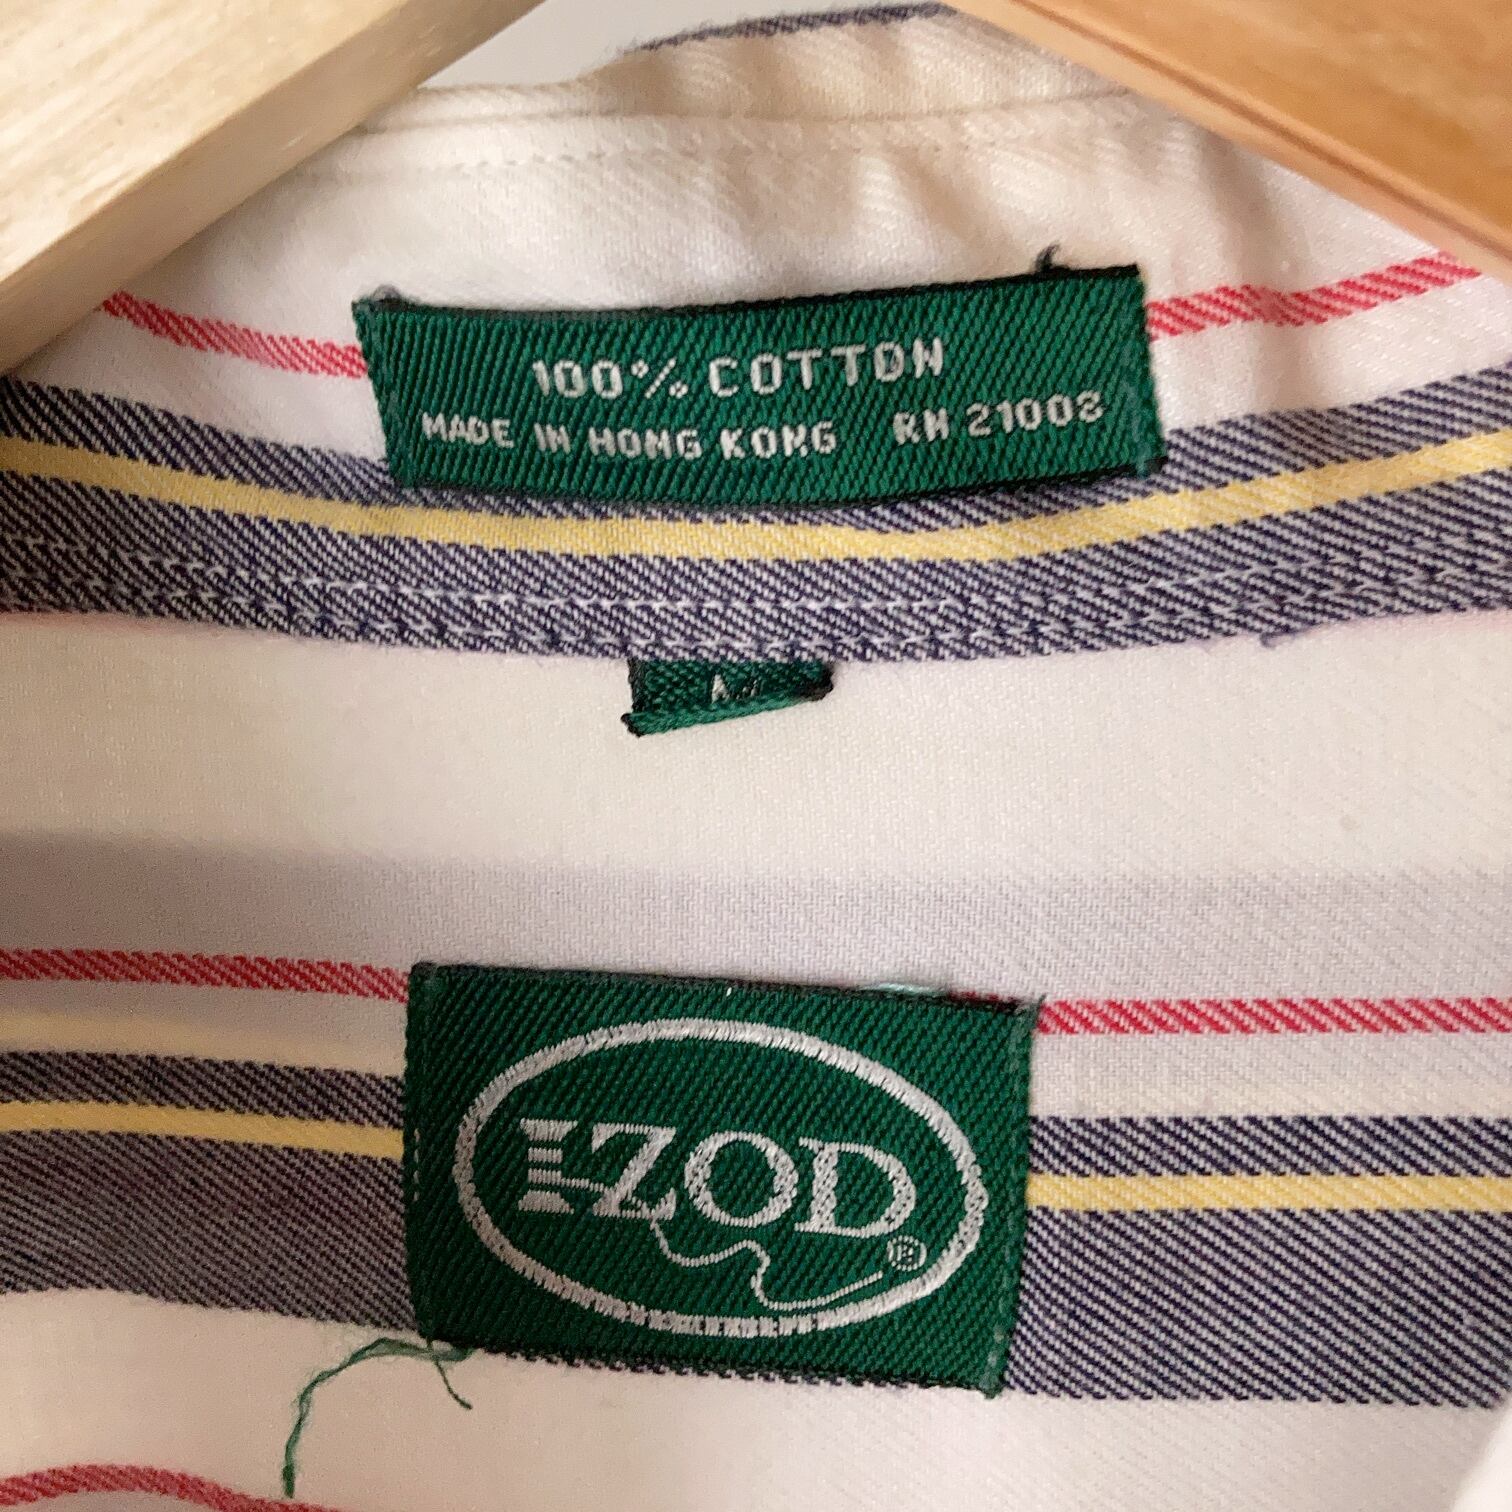 100% COTTON
MADE IN HONG KONG RN 21008
M
IZOD
®